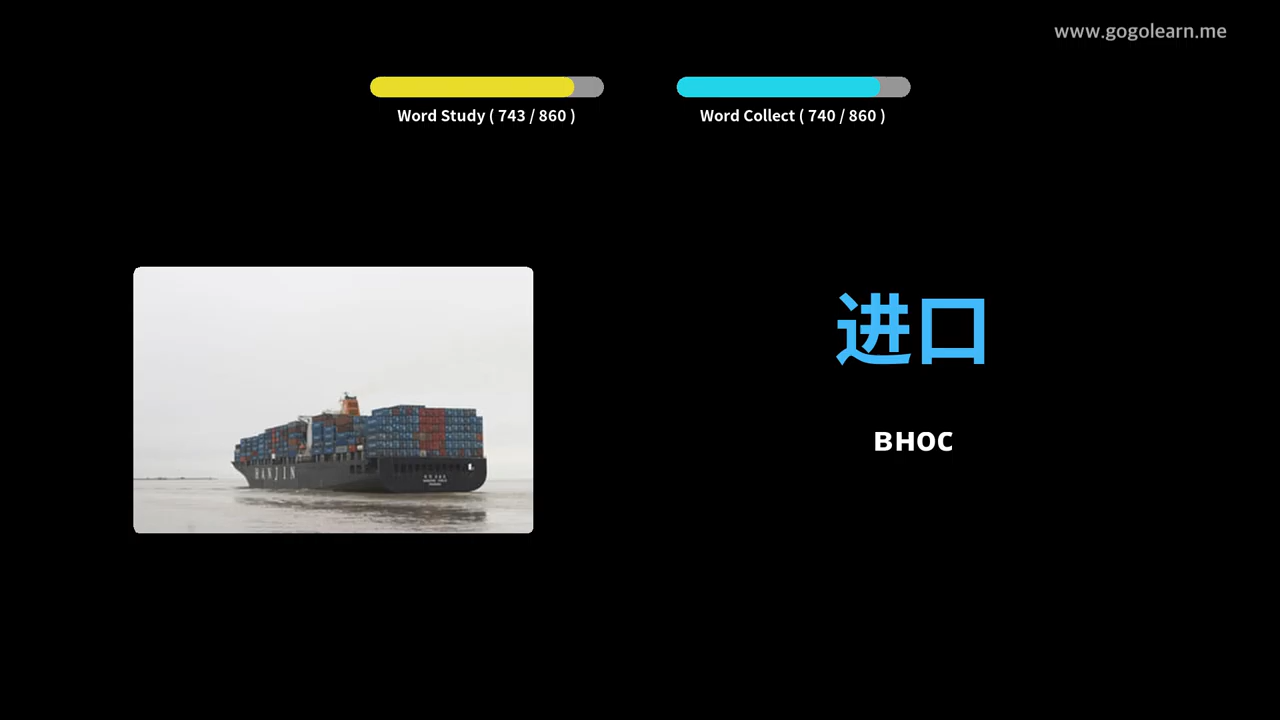 www.gogolearn.me
Word Study ( 743 / 860 )
Word Collect ( 740 / 860 )
进口
внос
HANJIN